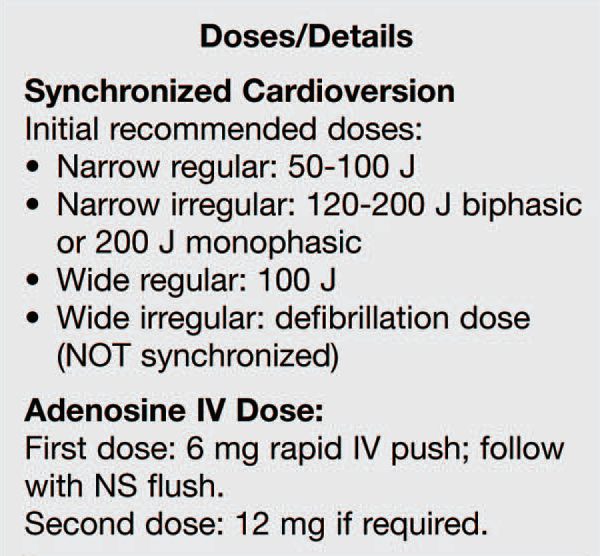 Doses/Details
Synchronized Cardioversion
Initial recommended doses:
• Narrow regular: 50-100 J
• Narrow irregular: 120-200 J biphasic
or 200 J monophasic
• Wide regular: 100 J
• Wide irregular: defibrillation dose
(NOT synchronized)
Adenosine IV Dose:
First dose: 6 mg rapid IV push; follow
with NS flush.
Second dose: 12 mg if required.